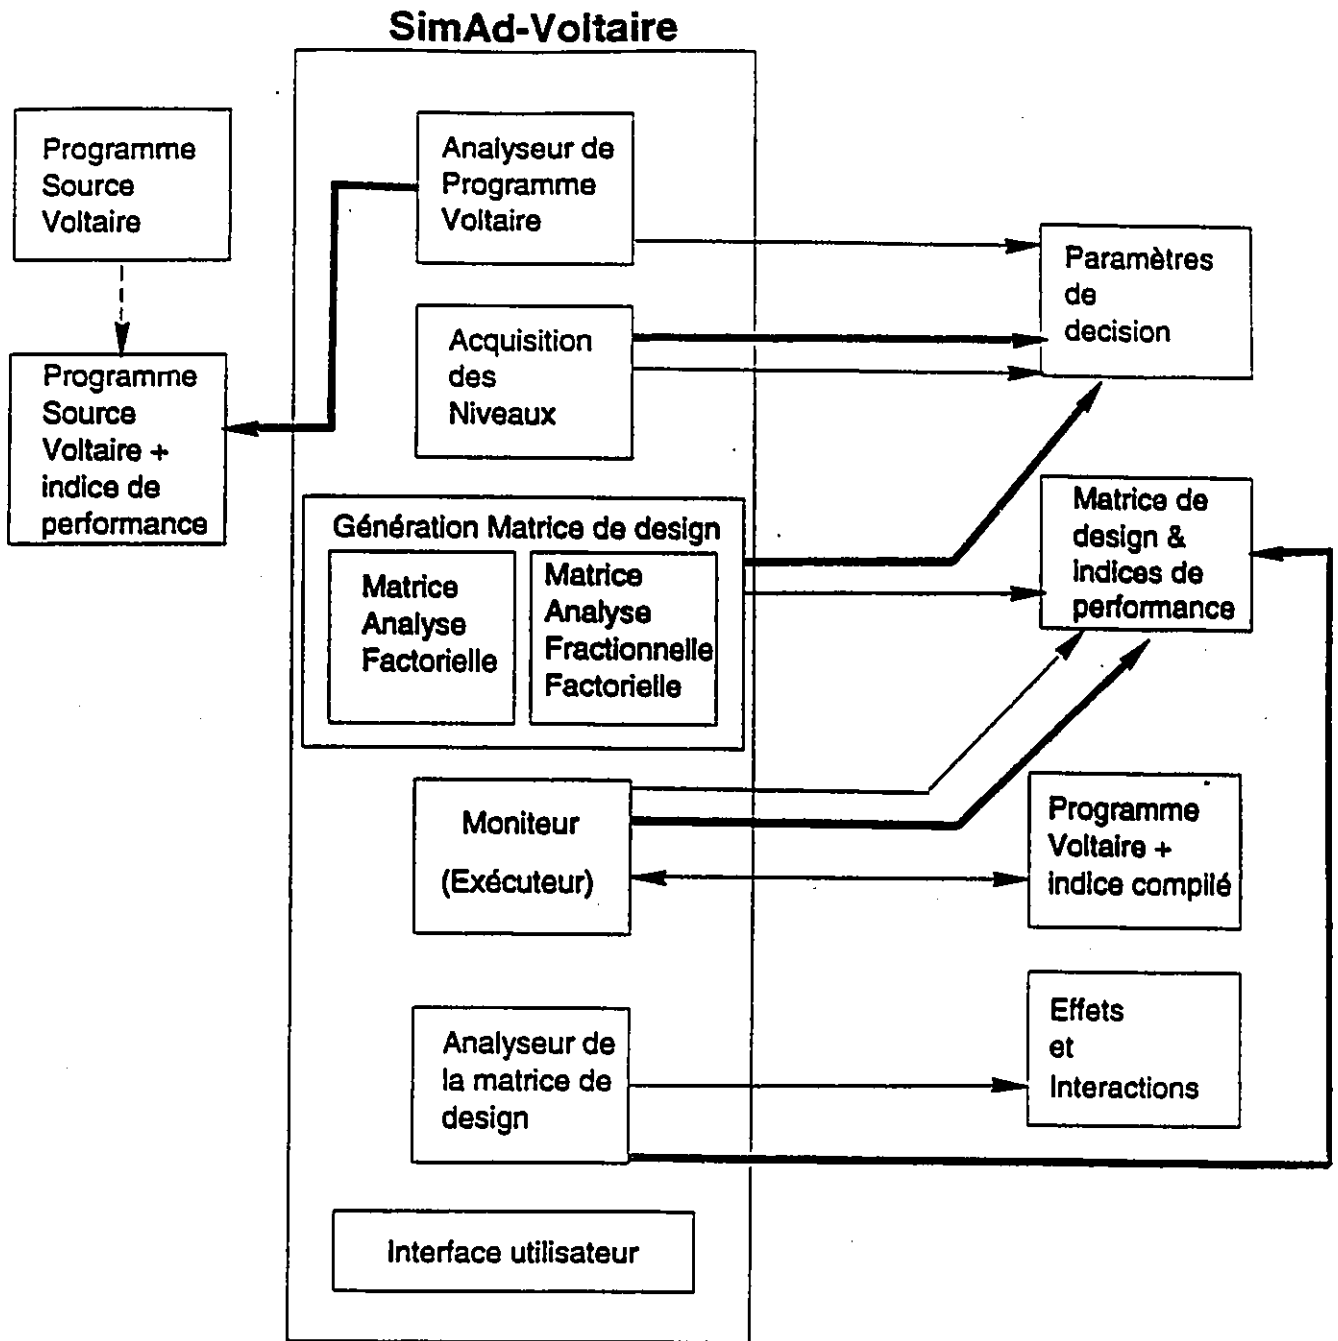 SimAd-Voltaire
Programme
Source
Voltaire
Programme
Source
Voltaire +
indice de
performance
Analyseur de
Programme
Voltaire
Acquisition
des
Niveaux
Génération Matrice de design
Matrice
Analyse
Factorielle
Matrice
Analyse
Fractionnelle
Factorielle
Moniteur
(Exécuteur)
Analyseur de
la matrice de
design
Interface utilisateur
Paramètres
de
decision
Matrice de
design &
indices de
performance
Programme
Voltaire +
indice compilé
Effets
et
Interactions